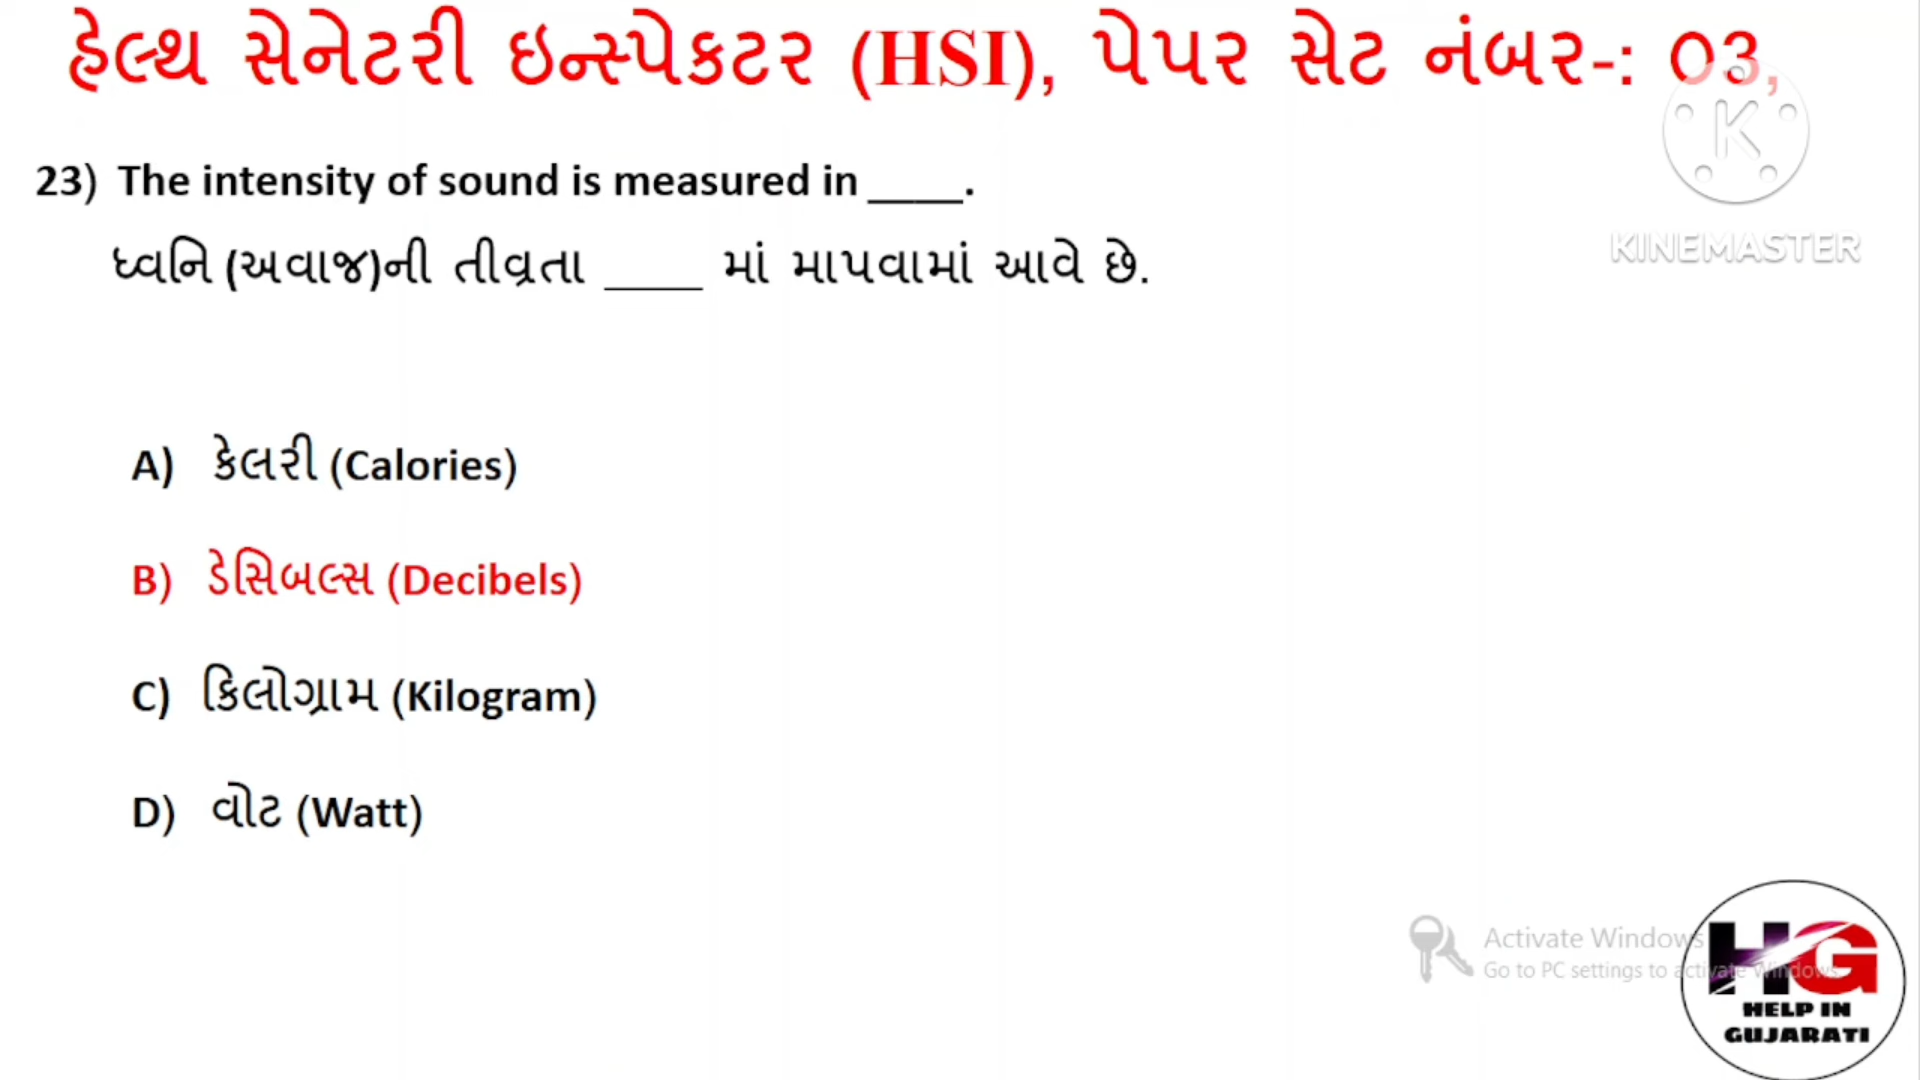 હેલ્થ સેનેટરી ઇન્સ્પેકટર (HSI), પેપર સેટ નંબર-: 03,
K
KINEMASTER
23) The intensity of sound is measured in ____.
ધ્વનિ (અવાજ)ની તીવ્રતા ____ માં માપવામાં આવે છે.
A) કેલરી (Calories)
B) ડેસિબલ્સ (Decibels)
C) કિલોગ્રામ (Kilogram)
D) વોટ (Watt)
Activate Windows
Go to PC settings to activate Windows.
HG
HELP IN
GUJARATI